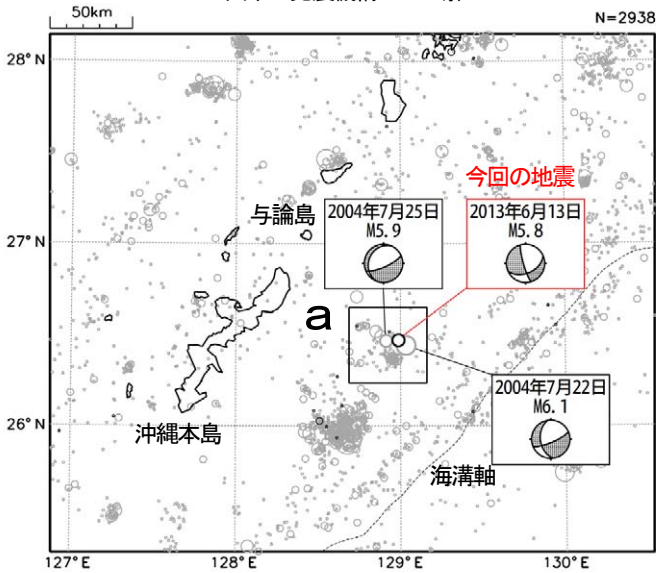 50km
N=2938
28°N
今回の地震
2004年7月25日
M5.9
2013年6月13日
M5.8
与論島
27°N
a
2004年7月22日
M6.1
26°N
沖縄本島
海溝軸
127°E
128°E
129°E
130°E